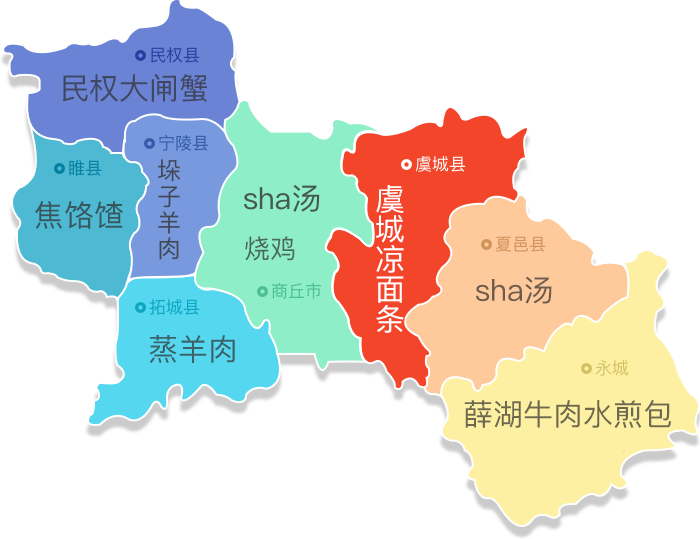 民权县
民权大闸蟹
宁陵县
垛子羊肉
睢县
焦饹馇
sha汤
烧鸡
商丘市
虞城县
虞城凉面条
夏邑县
sha汤
拓城县
蒸羊肉
永城
薛湖牛肉水煎包